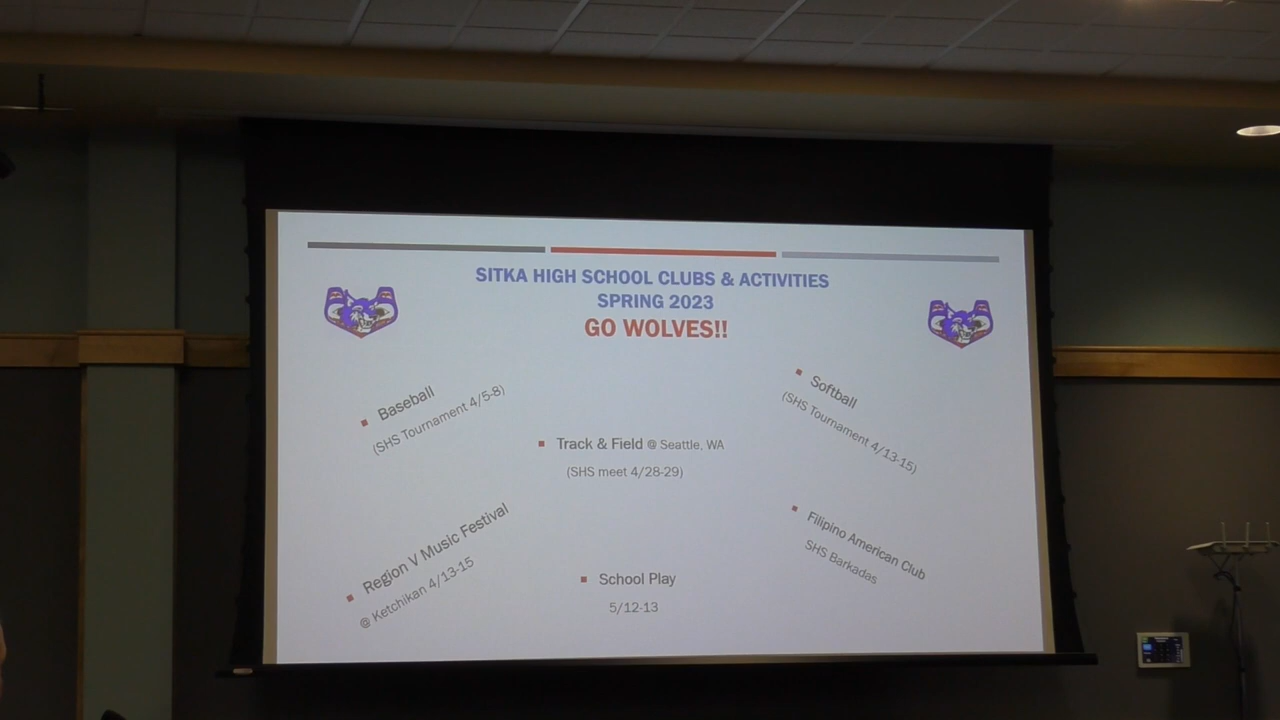 SITKA HIGH SCHOOL CLUBS & ACTIVITIES
SPRING 2023
GO WOLVES!!
Baseball
(SHS Tournament 4/5-8)
Softball
(SHS Tournament 4/13-15)
Track & Field @ Seattle, WA
(SHS meet 4/28-29)
Region V Music Festival
@ Ketchikan 4/13-15
School Play
5/12-13
Filipino American Club
SHS Barkadas